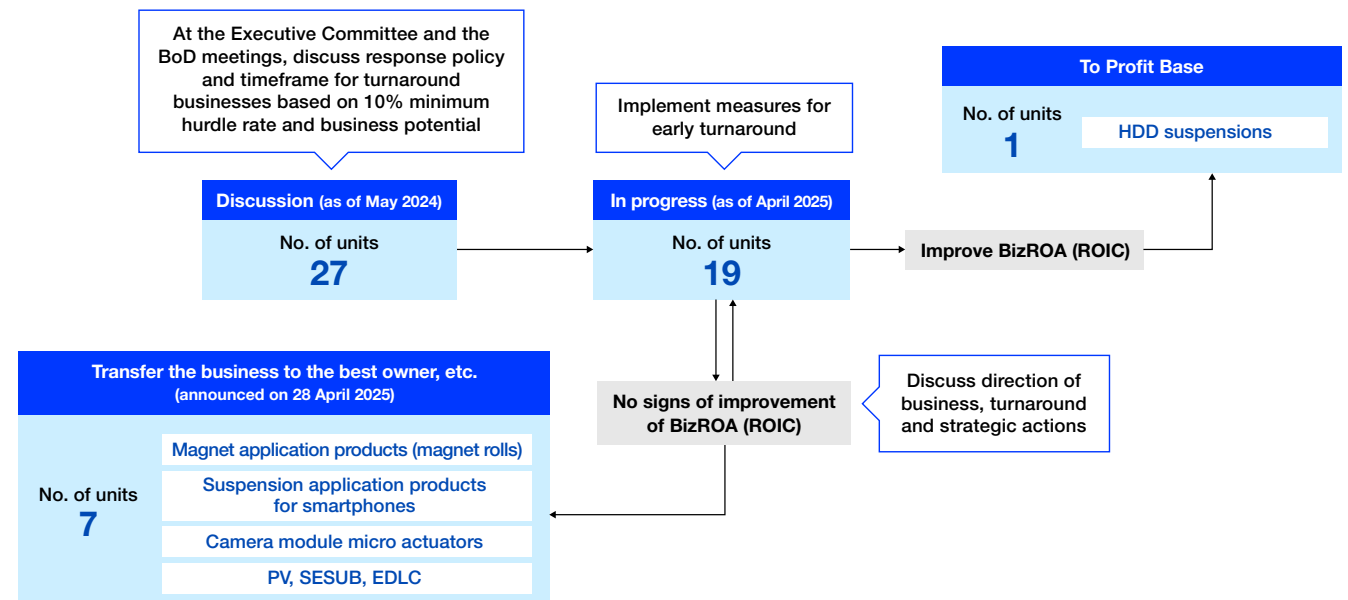 At the Executive Committee and the
BoD meetings, discuss response policy
and timeframe for turnaround
businesses based on 10% minimum
hurdle rate and business potential
Discussion (as of May 2024)
No. of units
27
Implement measures for
early turnaround
In progress (as of April 2025)
No. of units
19
To Profit Base
No. of units
1
HDD suspensions
Improve BizROA (ROIC)
No signs of improvement
of BizROA (ROIC)
Discuss direction of
business, turnaround
and strategic actions
Transfer the business to the best owner, etc.
(announced on 28 April 2025)
No. of units
7
Magnet application products (magnet rolls)
Suspension application products
for smartphones
Camera module micro actuators
PV, SESUB, EDLC